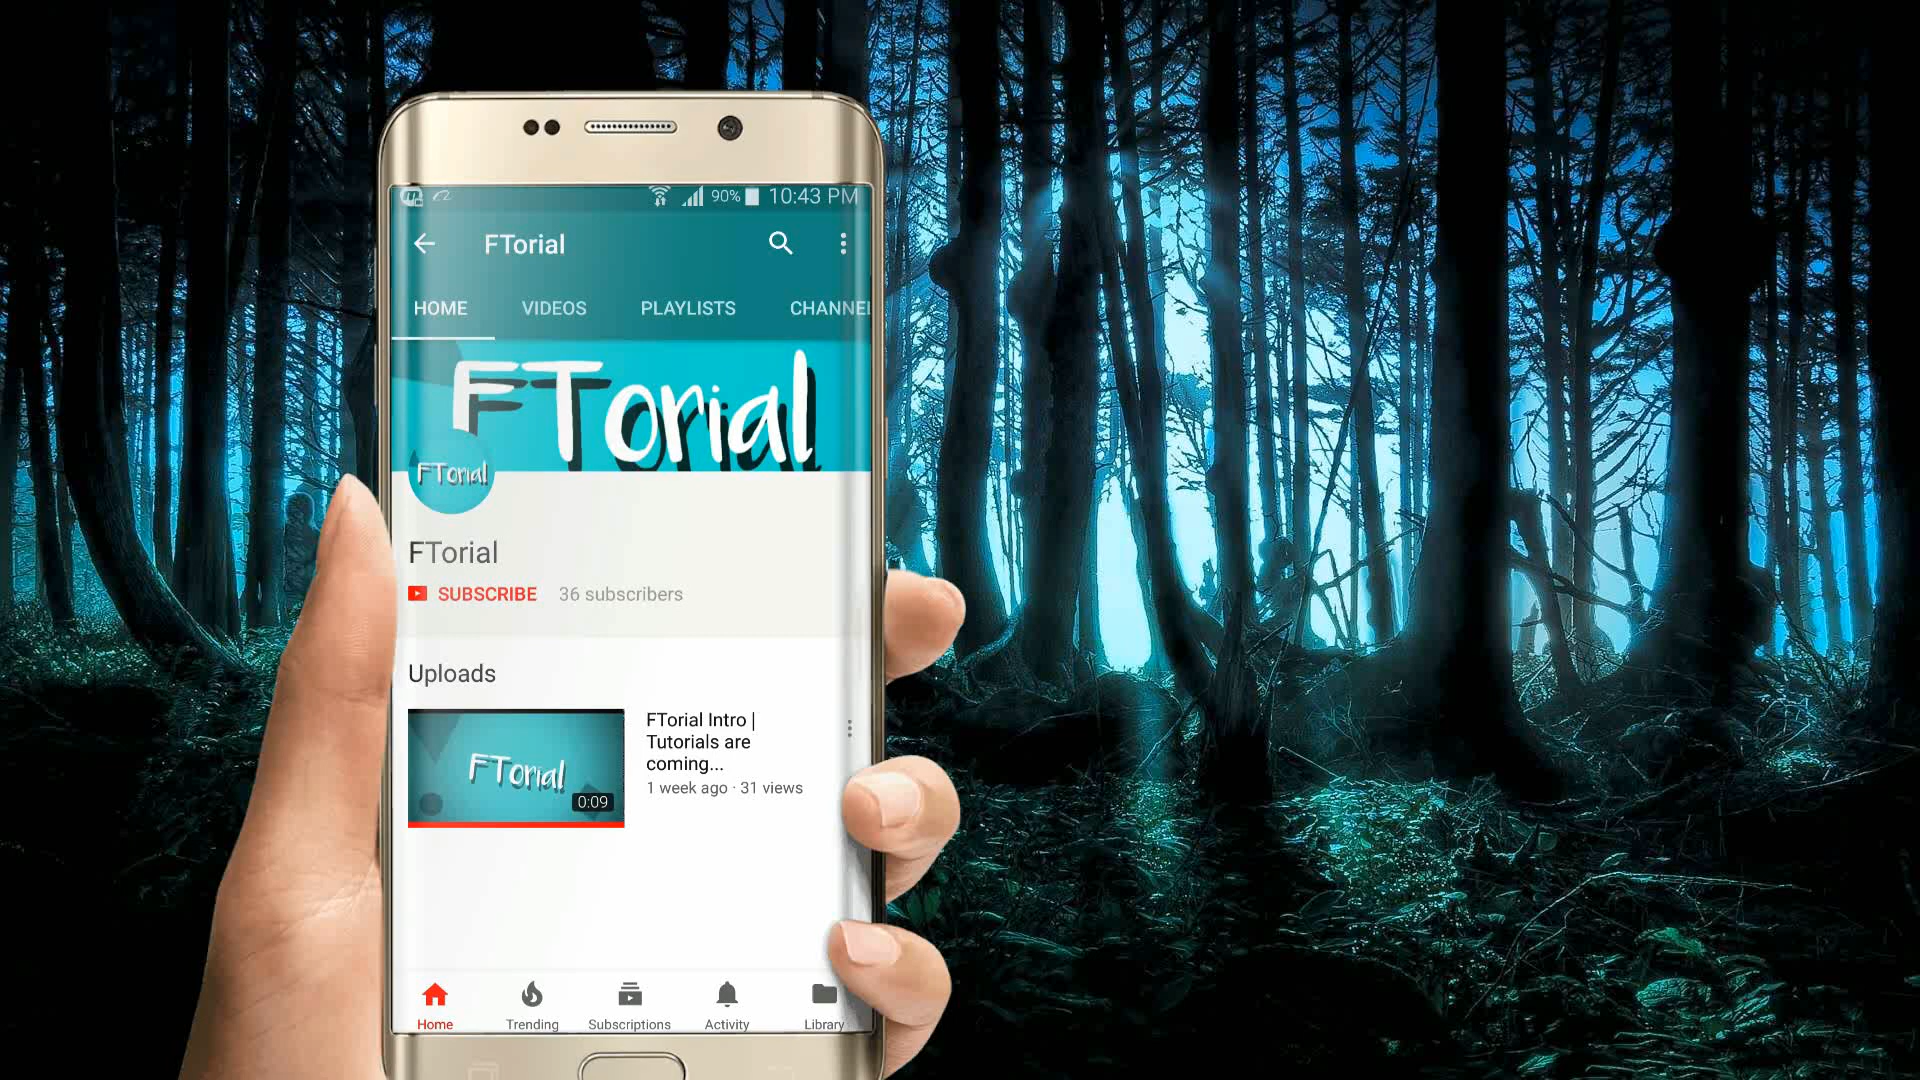 90% 10:43 PM
FTorial
HOME VIDEOS PLAYLISTS CHANNEL
FTorial
FTorial
FTorial
SUBSCRIBE 36 subscribers
Uploads
FTorial
0:09
FTorial Intro |
Tutorials are
coming...
1 week ago · 31 views
Home Trending Subscriptions Activity Library